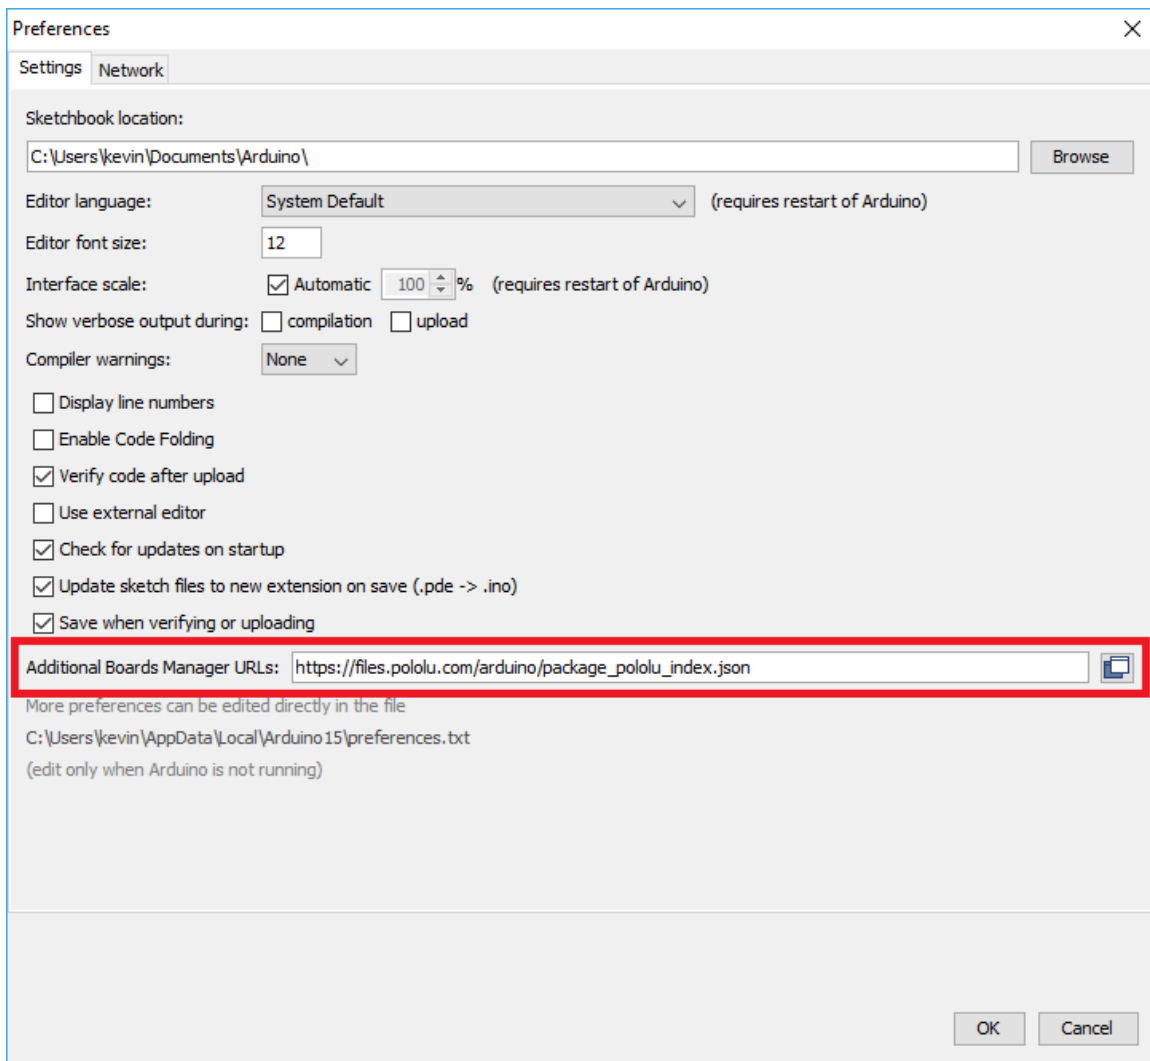 Preferences
Settings Network
Sketchbook location:
C:\Users\kevin\Documents\Arduino\ Browse
Editor language: System Default (requires restart of Arduino)
Editor font size: 12
Interface scale: Automatic 100 % (requires restart of Arduino)
Show verbose output during: compilation upload
Compiler warnings: None
Display line numbers
Enable Code Folding
Verify code after upload
Use external editor
Check for updates on startup
Update sketch files to new extension on save (.pde -> .ino)
Save when verifying or uploading
Additional Boards Manager URLs: https://files.pololu.com/arduino/package_pololu_index.json
More preferences can be edited directly in the file
C:\Users\kevin\AppData\Local\Arduino15\preferences.txt
(edit only when Arduino is not running)
OK Cancel